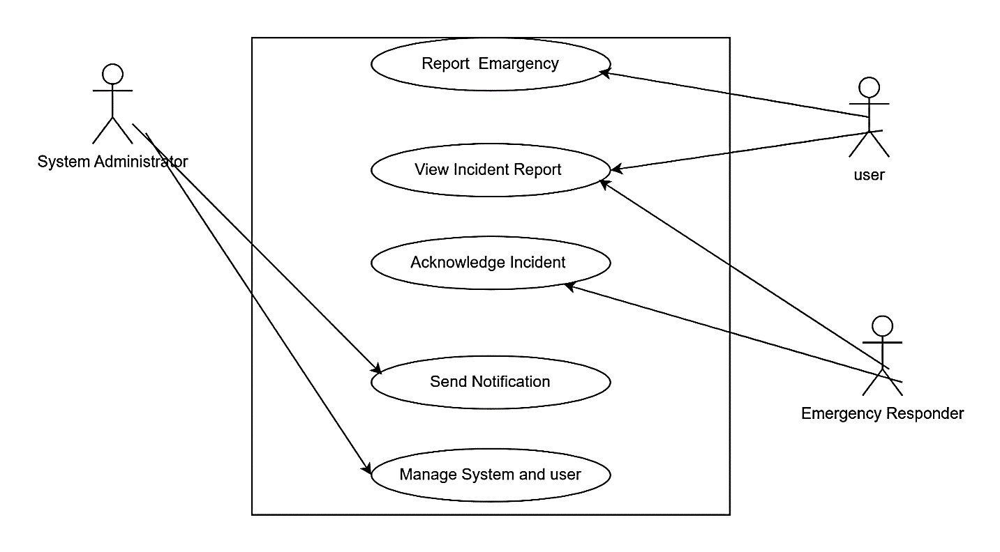 Report  Emargency
System Administrator
View Incident Report
user
Acknowledge Incident
Send Notification
Emergency Responder
Manage System and user